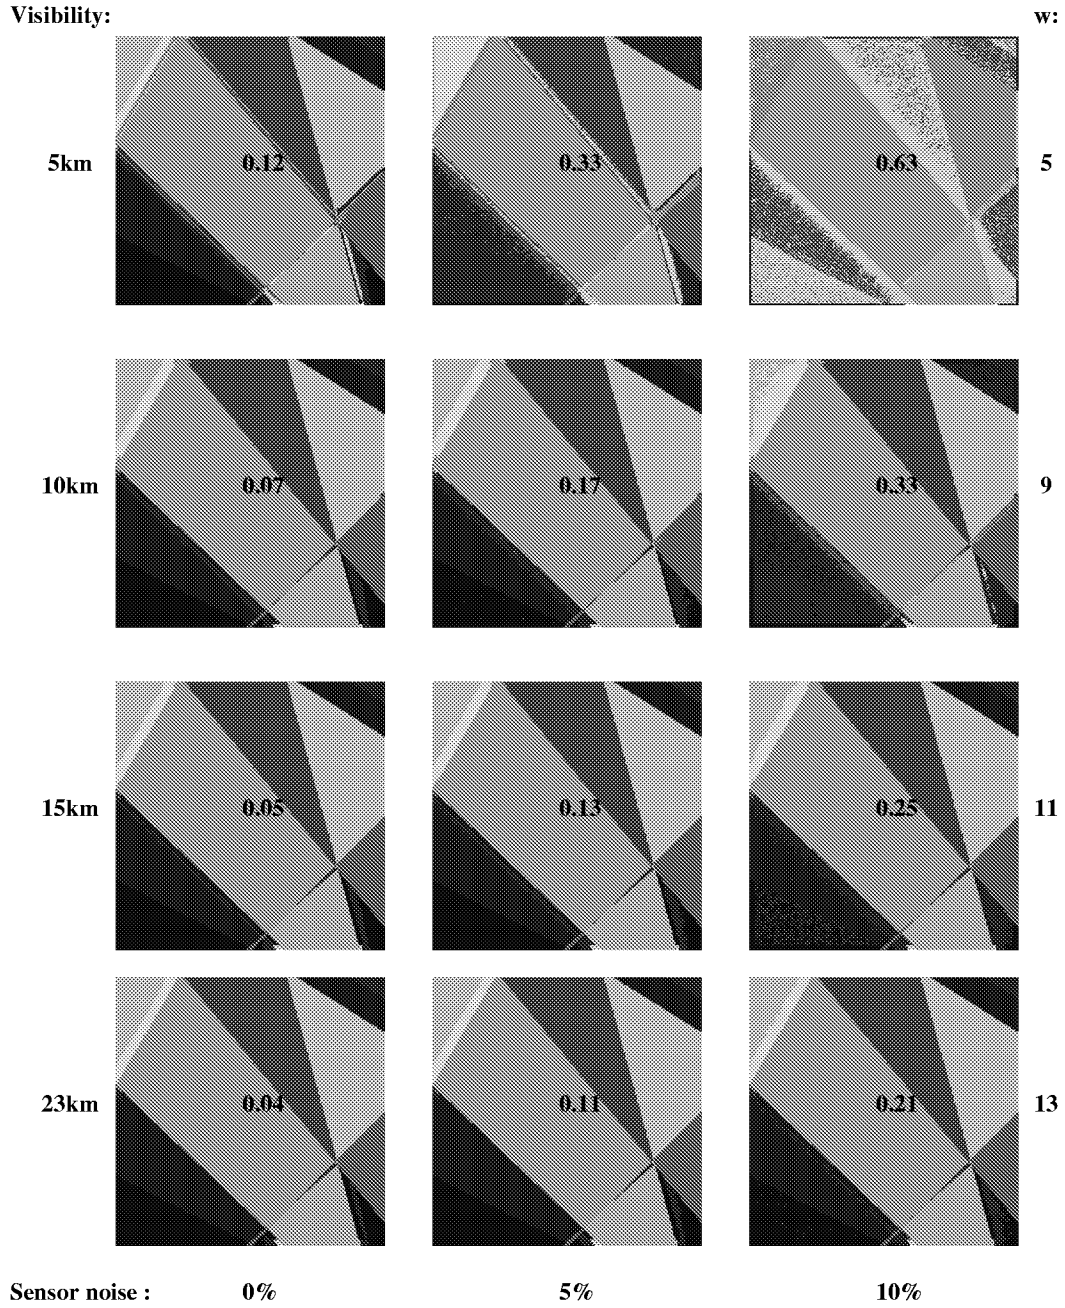 Visibility: w:
5km 0.12 0.33 0.63 5
10km 0.07 0.17 0.33 9
15km 0.05 0.13 0.25 11
23km 0.04 0.11 0.21 13
Sensor noise : 0% 5% 10%